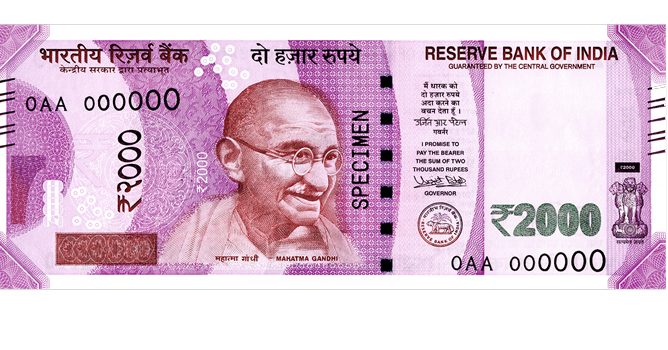 भारतीय रिज़र्व बैंक
केन्द्रीय सरकार द्वारा प्रत्याभूत
दो हज़ार रुपये
RESERVE BANK OF INDIA
GUARANTEED BY THE CENTRAL GOVERNMENT
0AA 000000
₹२०००
₹2000
SPECIMEN
मैं धारक को
दो हज़ार रुपये
अदा करने का
वचन देता हूँ।
उर्जित आर पटेल
गवर्नर
I PROMISE TO
PAY THE BEARER
THE SUM OF TWO
THOUSAND RUPEES
GOVERNOR
₹2000
₹2000
सत्यमेव जयते
महात्मा गांधी
MAHATMA GANDHI
0AA 000000